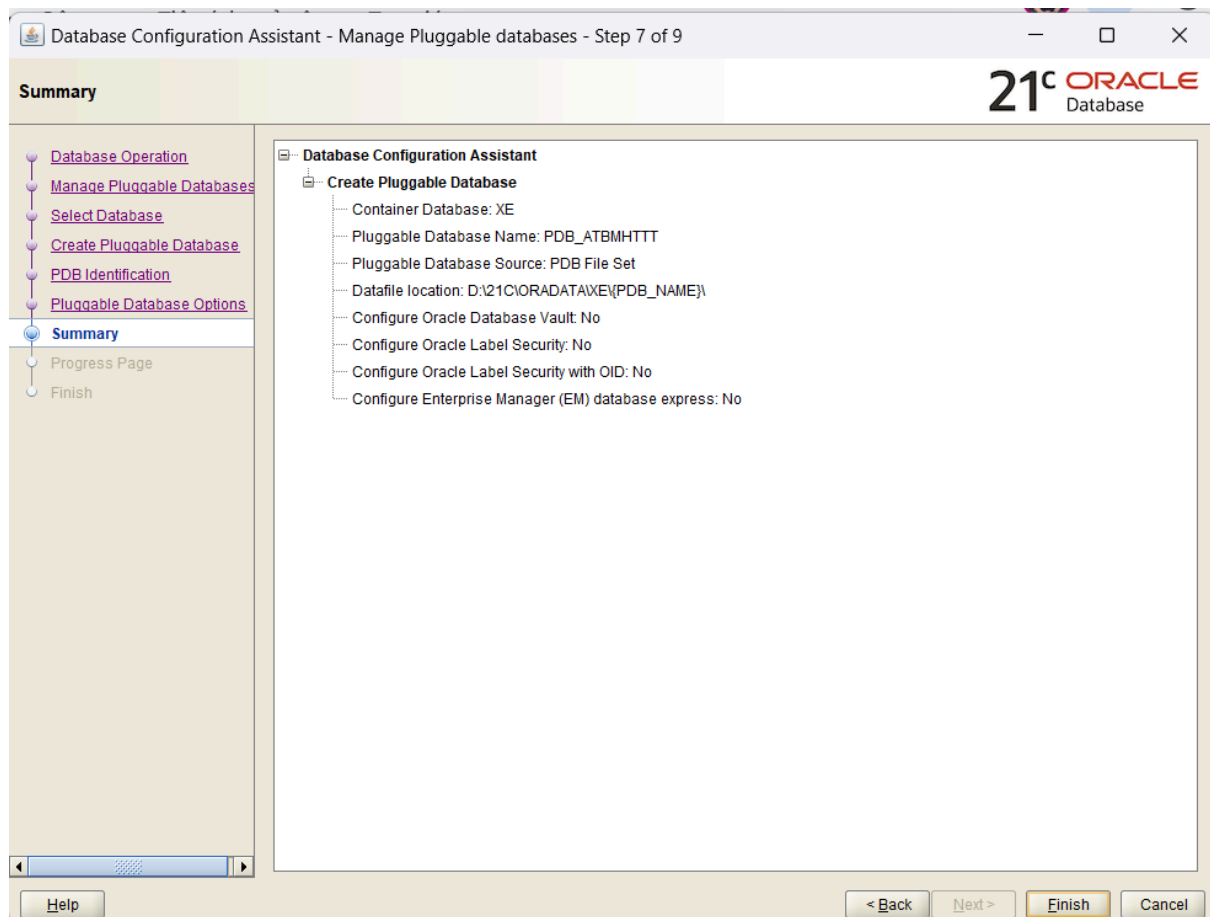 Database Configuration Assistant - Manage Pluggable databases - Step 7 of 9
Summary
21c ORACLE
Database
Database Operation
Manage Pluggable Databases
Select Database
Create Pluggable Database
PDB Identification
Pluggable Database Options
Summary
Progress Page
Finish
Database Configuration Assistant
Create Pluggable Database
Container Database: XE
Pluggable Database Name: PDB_ATBMHTTT
Pluggable Database Source: PDB File Set
Datafile location: D:\21C\ORADATA\XE\{PDB_NAME}\
Configure Oracle Database Vault: No
Configure Oracle Label Security: No
Configure Oracle Label Security with OID: No
Configure Enterprise Manager (EM) database express: No
Help
< Back
Next >
Finish
Cancel